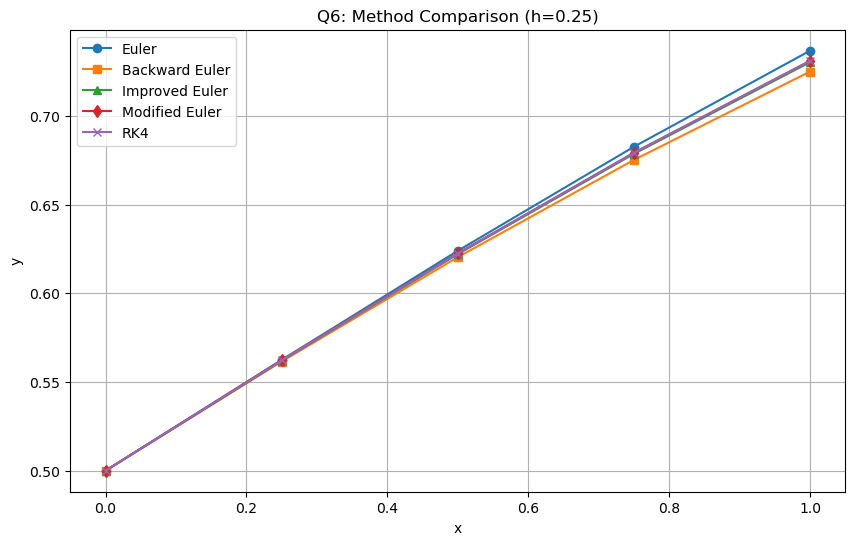 Q6: Method Comparison (h=0.25)
Euler
Backward Euler
Improved Euler
Modified Euler
RK4
y
0.70
0.65
0.60
0.55
0.50
0.0 0.2 0.4 0.6 0.8 1.0
x